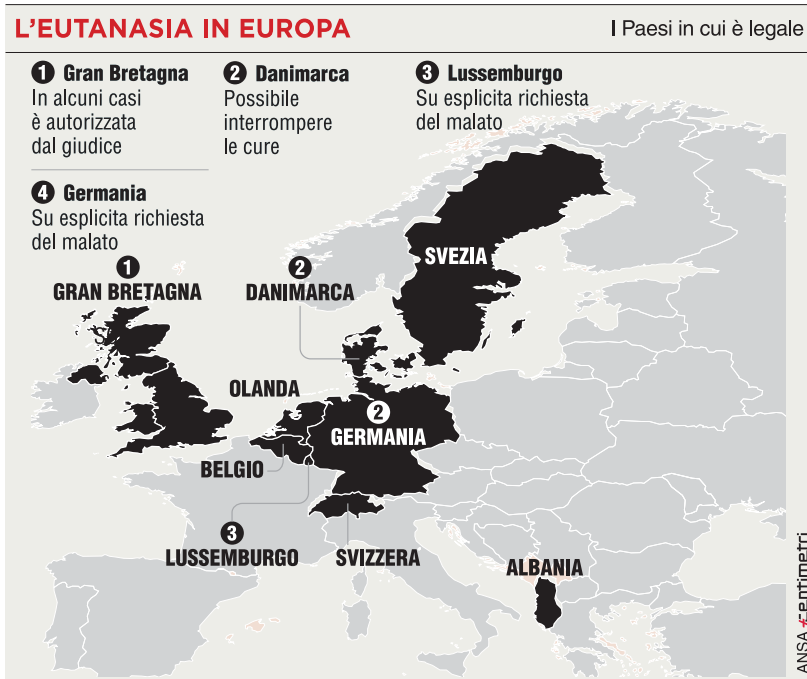 L'EUTANASIA IN EUROPA
I Paesi in cui è legale
1 Gran Bretagna
In alcuni casi
è autorizzata
dal giudice
2 Danimarca
Possibile
interrompere
le cure
3 Lussemburgo
Su esplicita richiesta
del malato
4 Germania
Su esplicita richiesta
del malato
1
GRAN BRETAGNA
2
DANIMARCA
SVEZIA
OLANDA
2
GERMANIA
BELGIO
3
LUSSEMBURGO
SVIZZERA
ALBANIA
ANSA centimetri